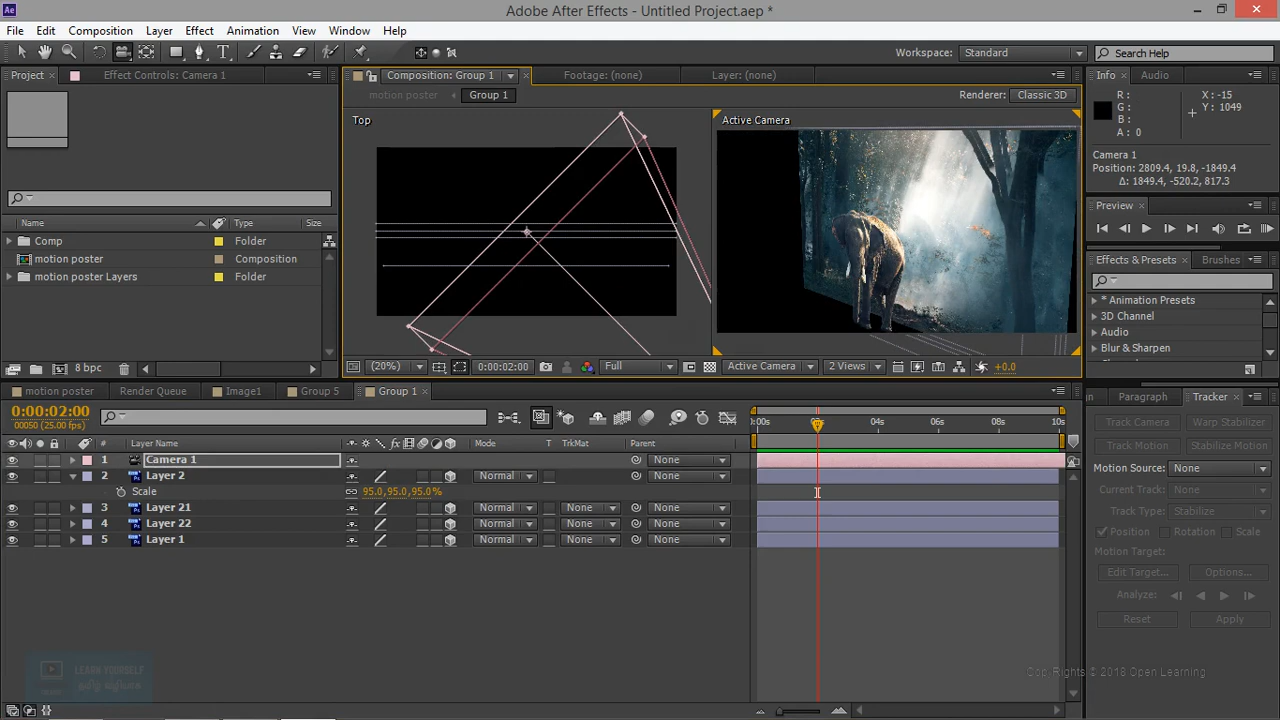 Ae Adobe After Effects - Untitled Project.aep *
File Edit Composition Layer Effect Animation View Window Help
Workspace: Standard Search Help
Project Effect Controls: Camera 1 Composition: Group 1 Footage: (none) Layer: (none) Info Audio
motion poster Group 1 Renderer: Classic 3D
R : X : -15
G : Y : 1049
B :
A : 0
Top Active Camera
Camera 1
Position: 2809.4, 19.8, -1849.4
Δ: 1849.4, -520.2, 817.3
Preview
Name Type Size
Comp Folder
motion poster Composition
motion poster Layers Folder
Effects & Presets Brushes
* Animation Presets
3D Channel
Audio
Blur & Sharpen
8 bpc (20%) 0:00:02:00 Full Active Camera 2 Views +0.0
motion poster Render Queue Image1 Group 5 Group 1
Paragraph Tracker
0:00:02:00
00050 (25.00 fps)
0:00s 04s 06s 08s 10s
# Layer Name Mode T TrkMat Parent
1 Camera 1 None
2 Layer 2 Normal None
Scale 95.0,95.0,95.0%
3 Layer 21 Normal None None
4 Layer 22 Normal None None
5 Layer 1 Normal None None
Track Camera Warp Stabilizer
Track Motion Stabilize Motion
Motion Source: None
Current Track: None
Track Type: Stabilize
Position Rotation Scale
Motion Target:
Edit Target... Options...
Analyze:
Reset Apply
LEARN YOURSELF
தமிழ் வழியாக
Copy Rights © 2018 Open Learning